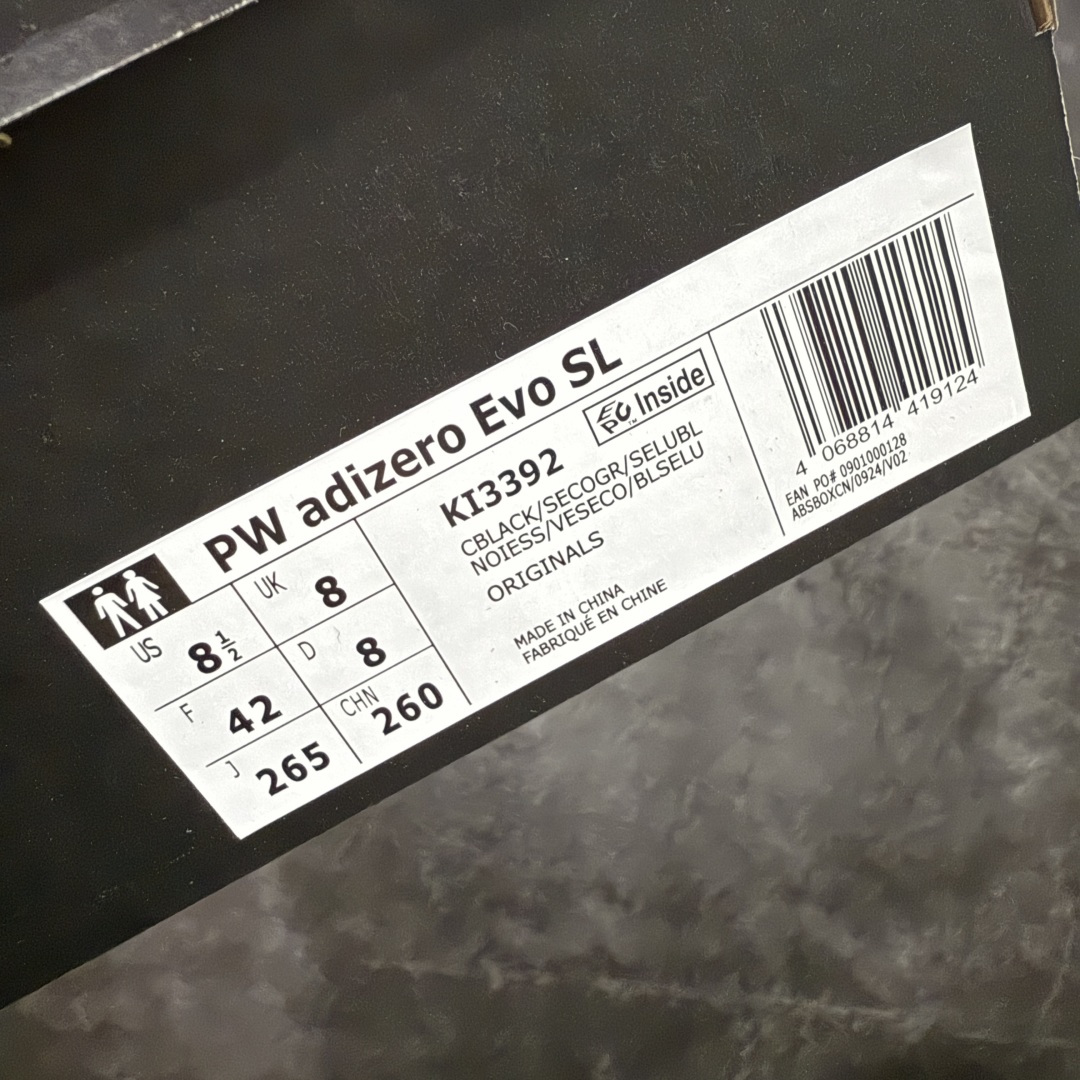 PW adizero Evo SL
US 8½
UK 8
F 42
D 8
J 265
CHN 260
KI3392
EPC™ Inside
CBLACK/SECOGR/SELUBL
NOIESS/VESECO/BLSELU
ORIGINALS
MADE IN CHINA
FABRIQUÉ EN CHINE
4 068814 419124
EAN PO# 0901000128
ABSBOXCN/0924/V02